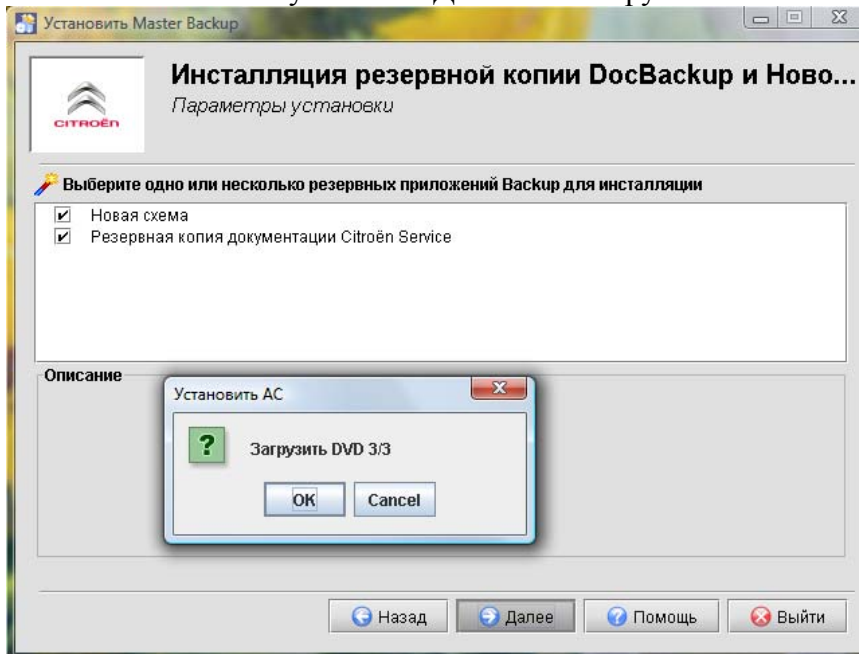 Установить Master Backup
CITROËN
Инсталляция резервной копии DocBackup и Ново...
Параметры установки
Выберите одно или несколько резервных приложений Backup для инсталляции
Новая схема
Резервная копия документации Citroën Service
Описание
Установить AC
Загрузить DVD 3/3
OK Cancel
Назад Далее Помощь Выйти